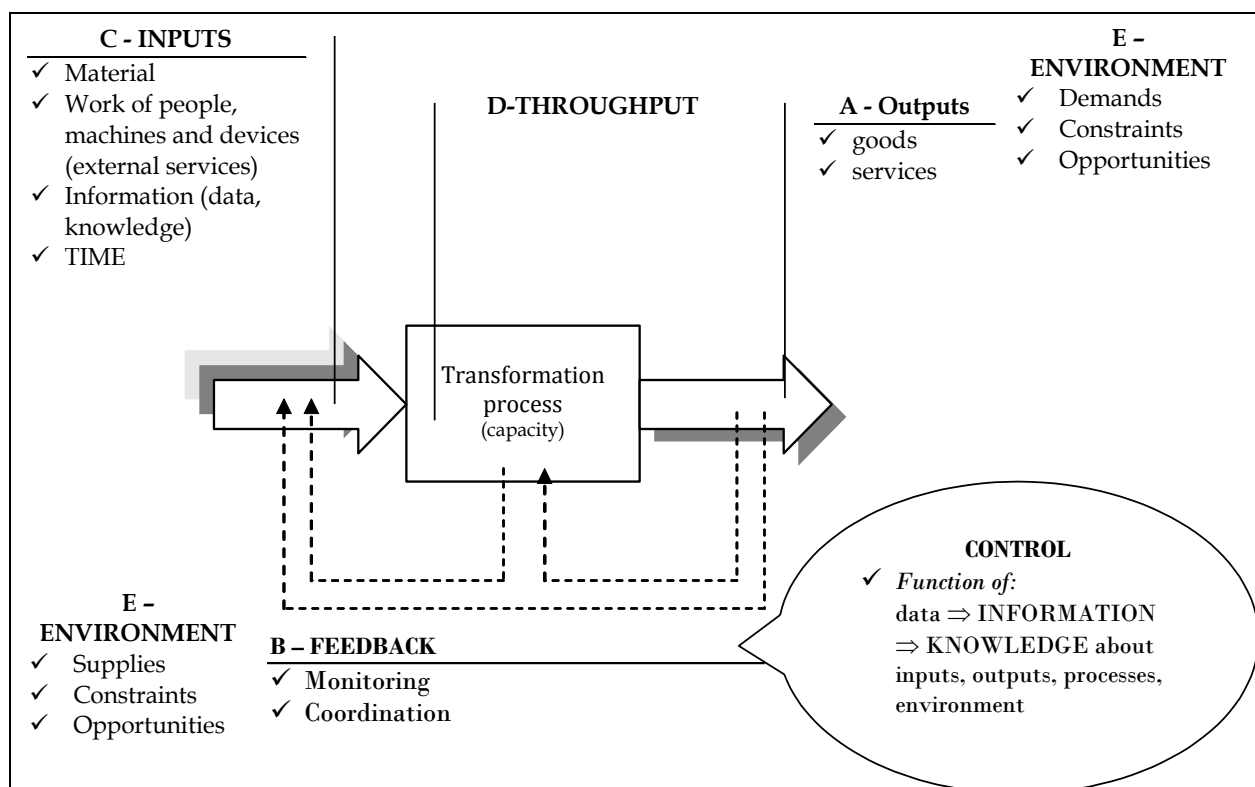 C - INPUTS
✓ Material
✓ Work of people,
machines and devices
(external services)
✓ Information (data,
knowledge)
✓ TIME
D-THROUGHPUT
A - Outputs
✓ goods
✓ services
E –
ENVIRONMENT
✓ Demands
✓ Constraints
✓ Opportunities
Transformation
process
(capacity)
E –
ENVIRONMENT
✓ Supplies
✓ Constraints
✓ Opportunities
B – FEEDBACK
✓ Monitoring
✓ Coordination
CONTROL
✓ Function of:
data ⇒ INFORMATION
⇒ KNOWLEDGE about
inputs, outputs, processes,
environment